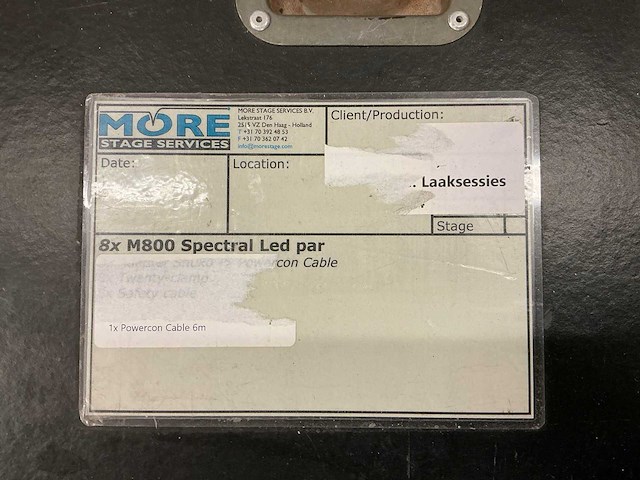 MORE
STAGE SERVICES
MORE STAGE SERVICES B.V.
Lekstraat 176
VZ Den Haag - Holland
T +31 70 392 48 53
F +31 70 362 07 42
info@morestage.com
Client/Production:
.. Laaksessies
Date:
Location:
Stage
8x M800 Spectral Led par
con Cable
Safety cable
1x Powercon Cable 6m